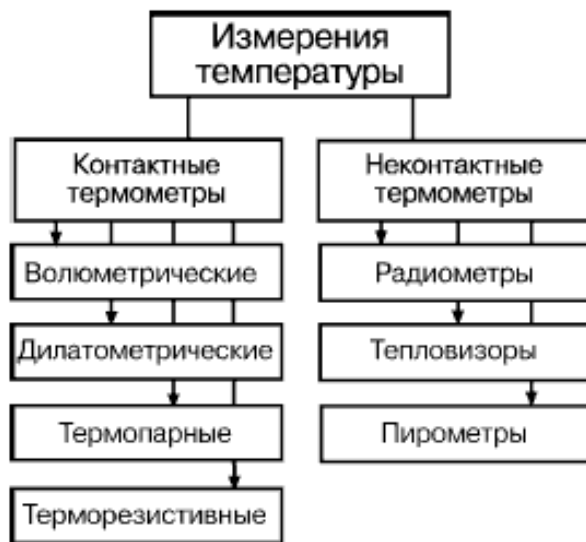 Измерения
температуры
Контактные
термометры
Неконтактные
термометры
Волюметрические
Радиометры
Дилатометрические
Тепловизоры
Термопарные
Пирометры
Терморезистивные